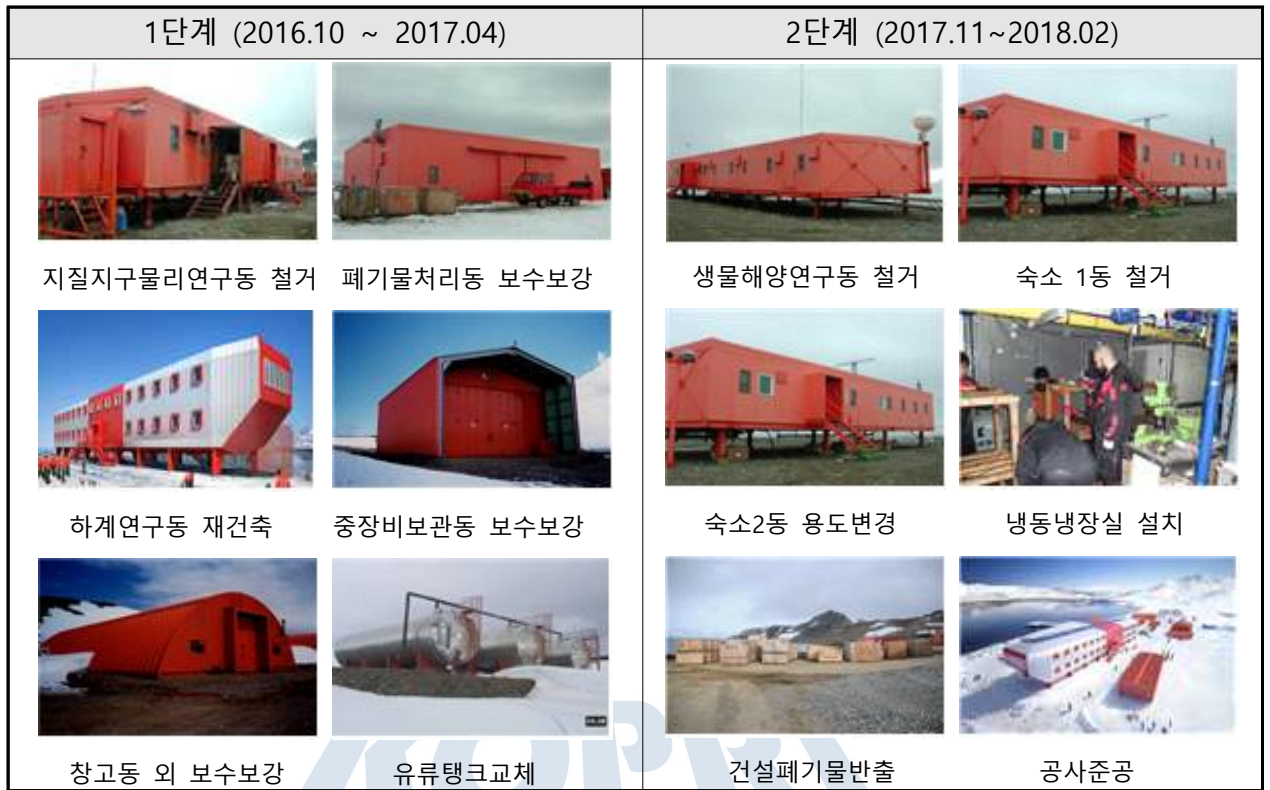 1단계 (2016.10 ~ 2017.04)
2단계 (2017.11~2018.02)
지질지구물리연구동 철거
폐기물처리동 보수보강
생물해양연구동 철거
숙소 1동 철거
하계연구동 재건축
중장비보관동 보수보강
숙소2동 용도변경
냉동냉장실 설치
창고동 외 보수보강
유류탱크교체
건설폐기물반출
공사준공
KOPRI